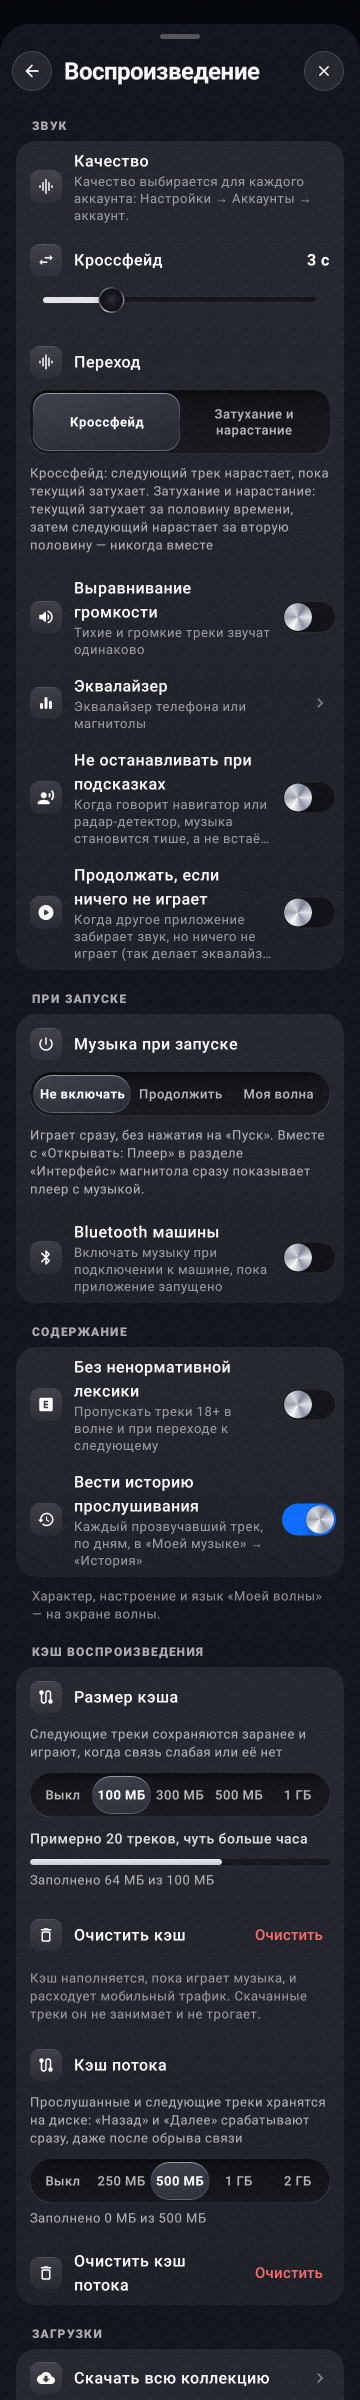 Воспроизведение
ЗВУК
Качество
Качество выбирается для каждого
аккаунта: Настройки → Аккаунты →
аккаунт.
Кроссфейд 3 с
Переход
Кроссфейд
Затухание и
нарастание
Кроссфейд: следующий трек нарастает, пока
текущий затухает. Затухание и нарастание:
текущий затухает за половину времени,
затем следующий нарастает за вторую
половину — никогда вместе
Выравнивание
громкости
Тихие и громкие треки звучат
одинаково
Эквалайзер
Эквалайзер телефона или
магнитолы
Не останавливать при
подсказках
Когда говорит навигатор или
радар-детектор, музыка
становится тише, а не встаё…
Продолжать, если
ничего не играет
Когда другое приложение
забирает звук, но ничего не
играет (так делает эквалайз…
ПРИ ЗАПУСКЕ
Музыка при запуске
Не включать Продолжить Моя волна
Играет сразу, без нажатия на «Пуск». Вместе
с «Открывать: Плеер» в разделе
«Интерфейс» магнитола сразу показывает
плеер с музыкой.
Bluetooth машины
Включать музыку при
подключении к машине, пока
приложение запущено
СОДЕРЖАНИЕ
Без ненормативной
лексики
Пропускать треки 18+ в
волне и при переходе к
следующему
Вести историю
прослушивания
Каждый прозвучавший трек,
по дням, в «Моей музыке» →
«История»
Характер, настроение и язык «Моей волны»
— на экране волны.
КЭШ ВОСПРОИЗВЕДЕНИЯ
Размер кэша
Следующие треки сохраняются заранее и
играют, когда связь слабая или её нет
Выкл 100 МБ 300 МБ 500 МБ 1 ГБ
Примерно 20 треков, чуть больше часа
Заполнено 64 МБ из 100 МБ
Очистить кэш Очистить
Кэш наполняется, пока играет музыка, и
расходует мобильный трафик. Скачанные
треки он не занимает и не трогает.
Кэш потока
Прослушанные и следующие треки хранятся
на диске: «Назад» и «Далее» срабатывают
сразу, даже после обрыва связи
Выкл 250 МБ 500 МБ 1 ГБ 2 ГБ
Заполнено 0 МБ из 500 МБ
Очистить кэш
потока
Очистить
ЗАГРУЗКИ
Скачать всю коллекцию